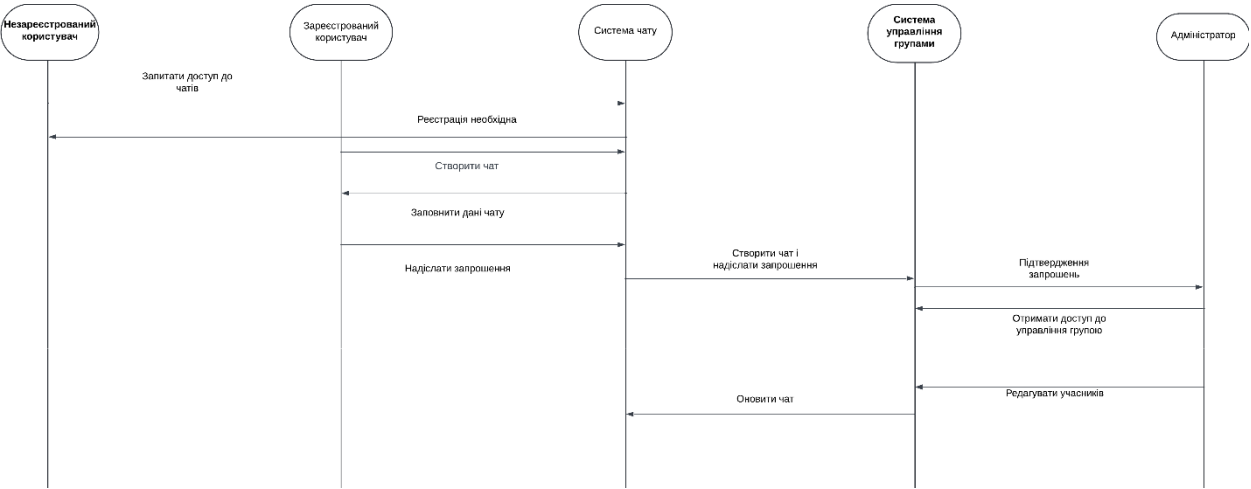 Незареєстрований
користувач
Зареєстрований
користувач
Система чату
Система
управління
групами
Адміністратор
Запитати доступ до
чатів
Реєстрація необхідна
Створити чат
Заповнити дані чату
Надіслати запрошення
Створити чат і
надіслати запрошення
Підтвердження
запрошень
Отримати доступ до
управління групою
Редагувати учасників
Оновити чат